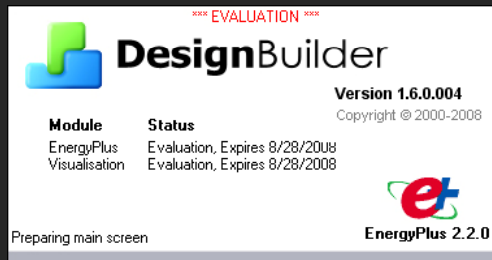 *** EVALUATION ***
DesignBuilder
Version 1.6.0.004
Copyright © 2000-2008
Module Status
EnergyPlus Evaluation, Expires 8/28/2008
Visualisation Evaluation, Expires 8/28/2008
e+
EnergyPlus 2.2.0
Preparing main screen